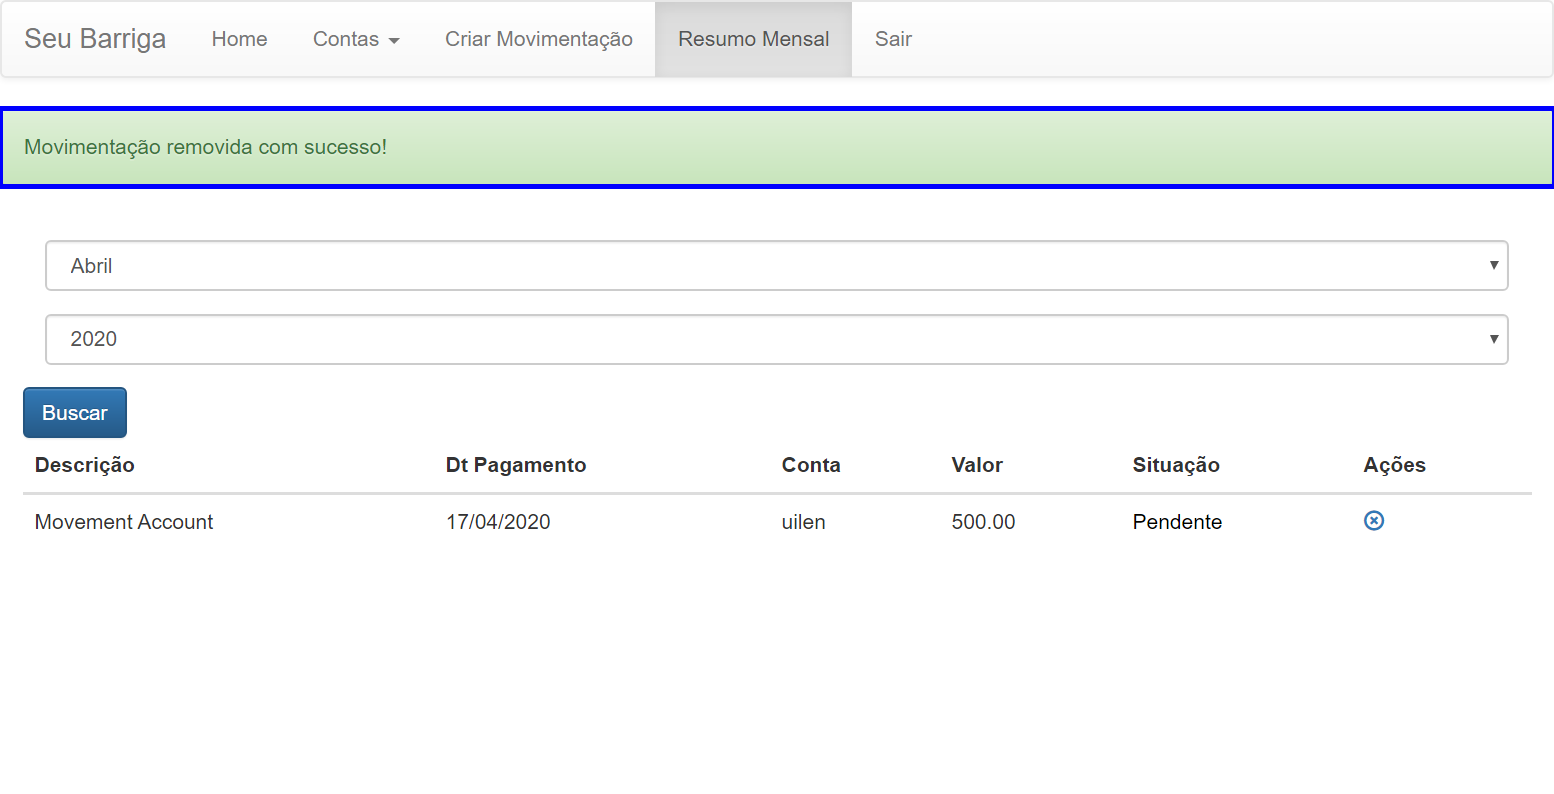 Seu Barriga Home Contas Criar Movimentação Resumo Mensal Sair
Movimentação removida com sucesso!
Abril
2020
Buscar
Descrição Dt Pagamento Conta Valor Situação Ações
Movement Account 17/04/2020 uilen 500.00 Pendente